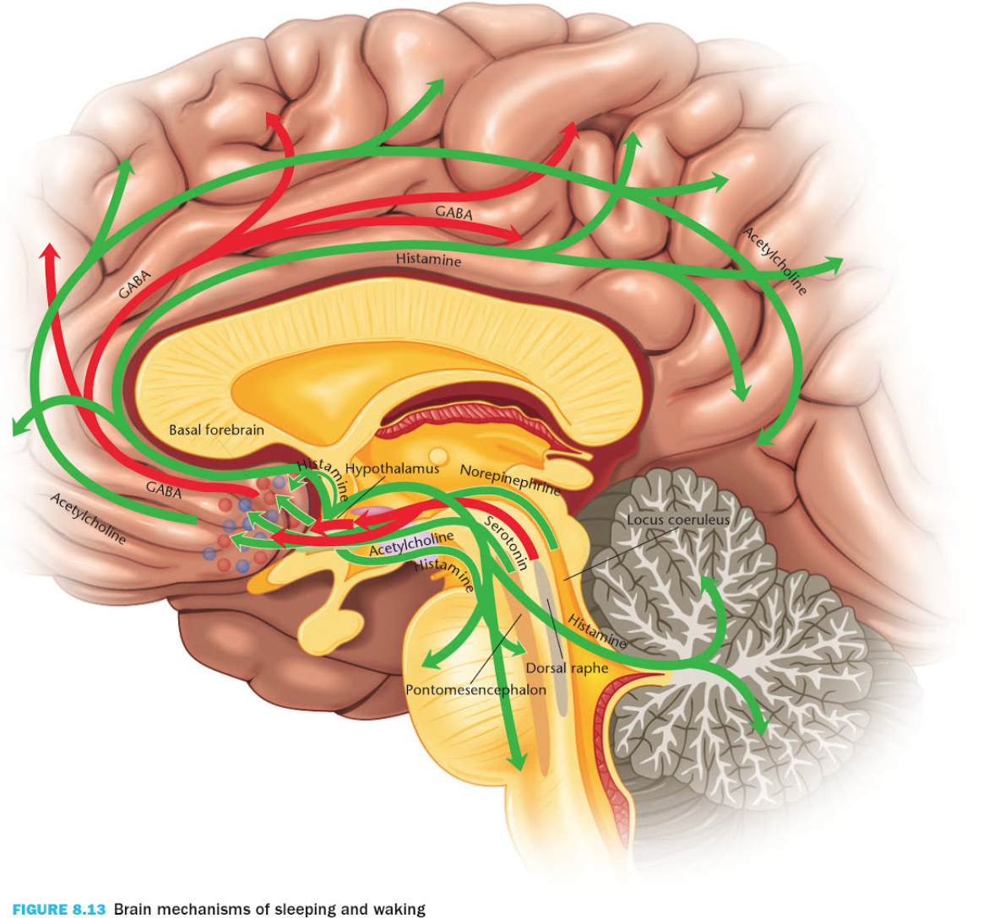 GABA
Acetylcholine
Histamine
GABA
Basal forebrain
Histamine
Hypothalamus
Norepinephrine
GABA
Acetylcholine
Locus coeruleus
Serotonin
Acetylcholine
Histamine
Histamine
Dorsal raphe
Pontomesencephalon
FIGURE 8.13 Brain mechanisms of sleeping and waking